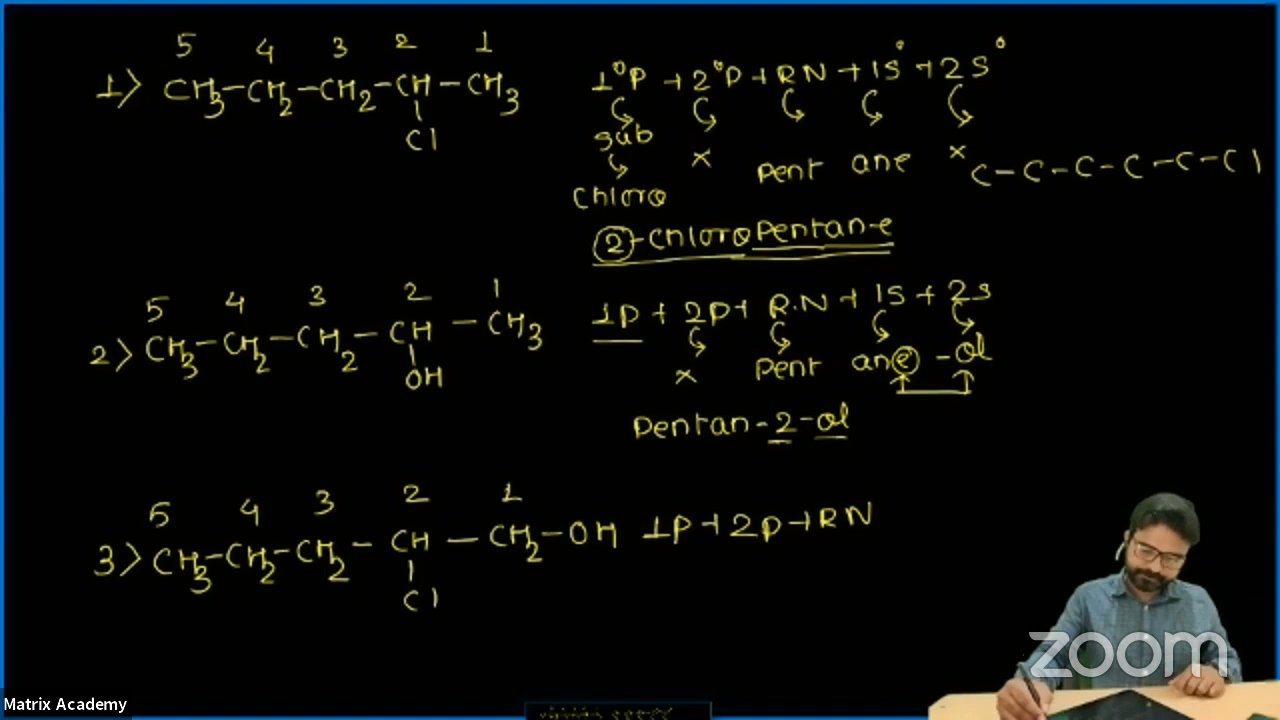 5 4 3 2 1
1> CH3-CH2-CH2-CH-CH3
Cl
1°P + 2°P + RN + 1S° + 2S°
sub
Chloro
x Pent ane x
C-C-C-C-C-Cl
2-chloropentan-e
5 4 3 2 1
2> CH3-CH2-CH2-CH-CH3
OH
1P + 2P + R.N + 1S + 2S
x Pent ane - ol
Pentan-2-ol
5 4 3 2 1
3> CH3-CH2-CH2-CH-CH2-OH
Cl
1P + 2P + RN
zoom
Matrix Academy